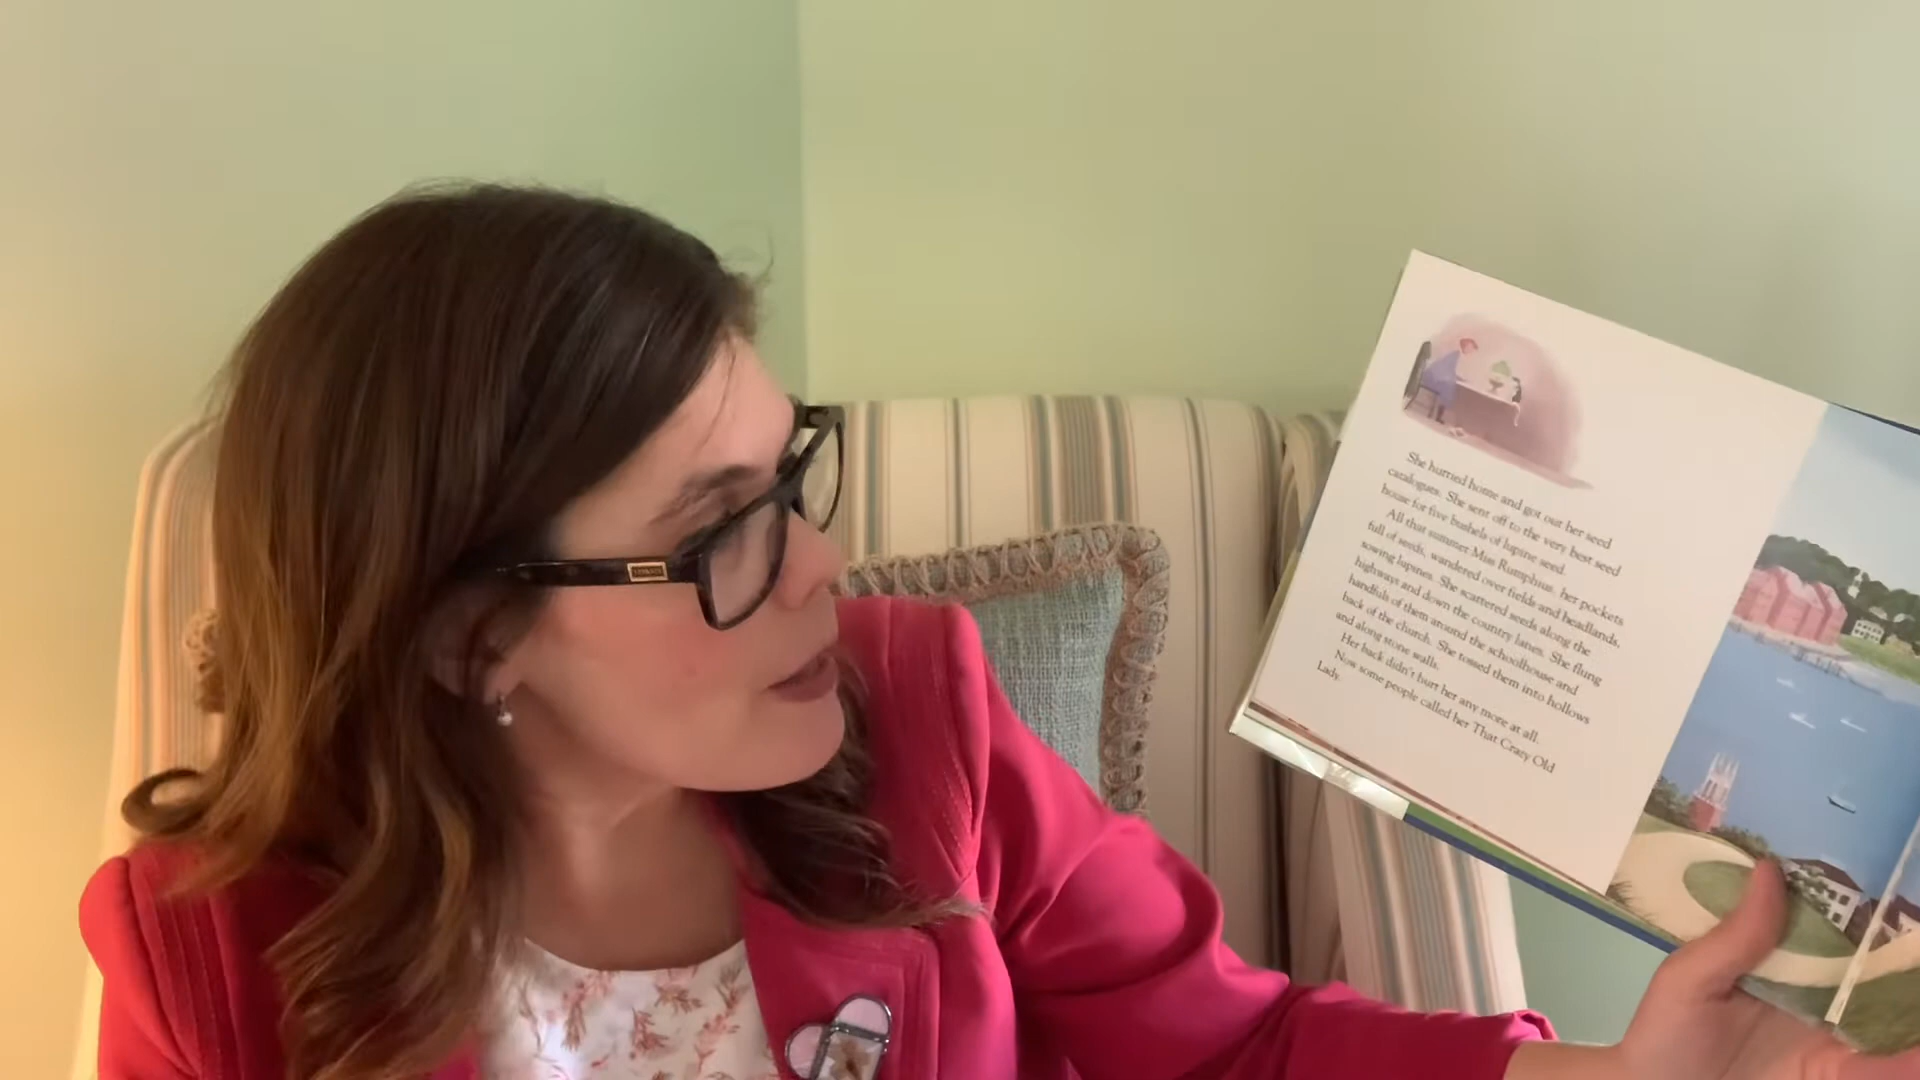 She hurried home and got out her seed
catalogues. She sent off to the very best seed
house for five bushels of lupine seed.
All that summer Miss Rumphius, her pockets
full of seeds, wandered over fields and headlands,
sowing lupines. She scattered seeds along the
highways and down the country lanes. She flung
handfuls of them around the schoolhouse and
back of the church. She tossed them into hollows
and along stone walls.
Her back didn't hurt her any more at all.
Now some people called her That Crazy Old
Lady.